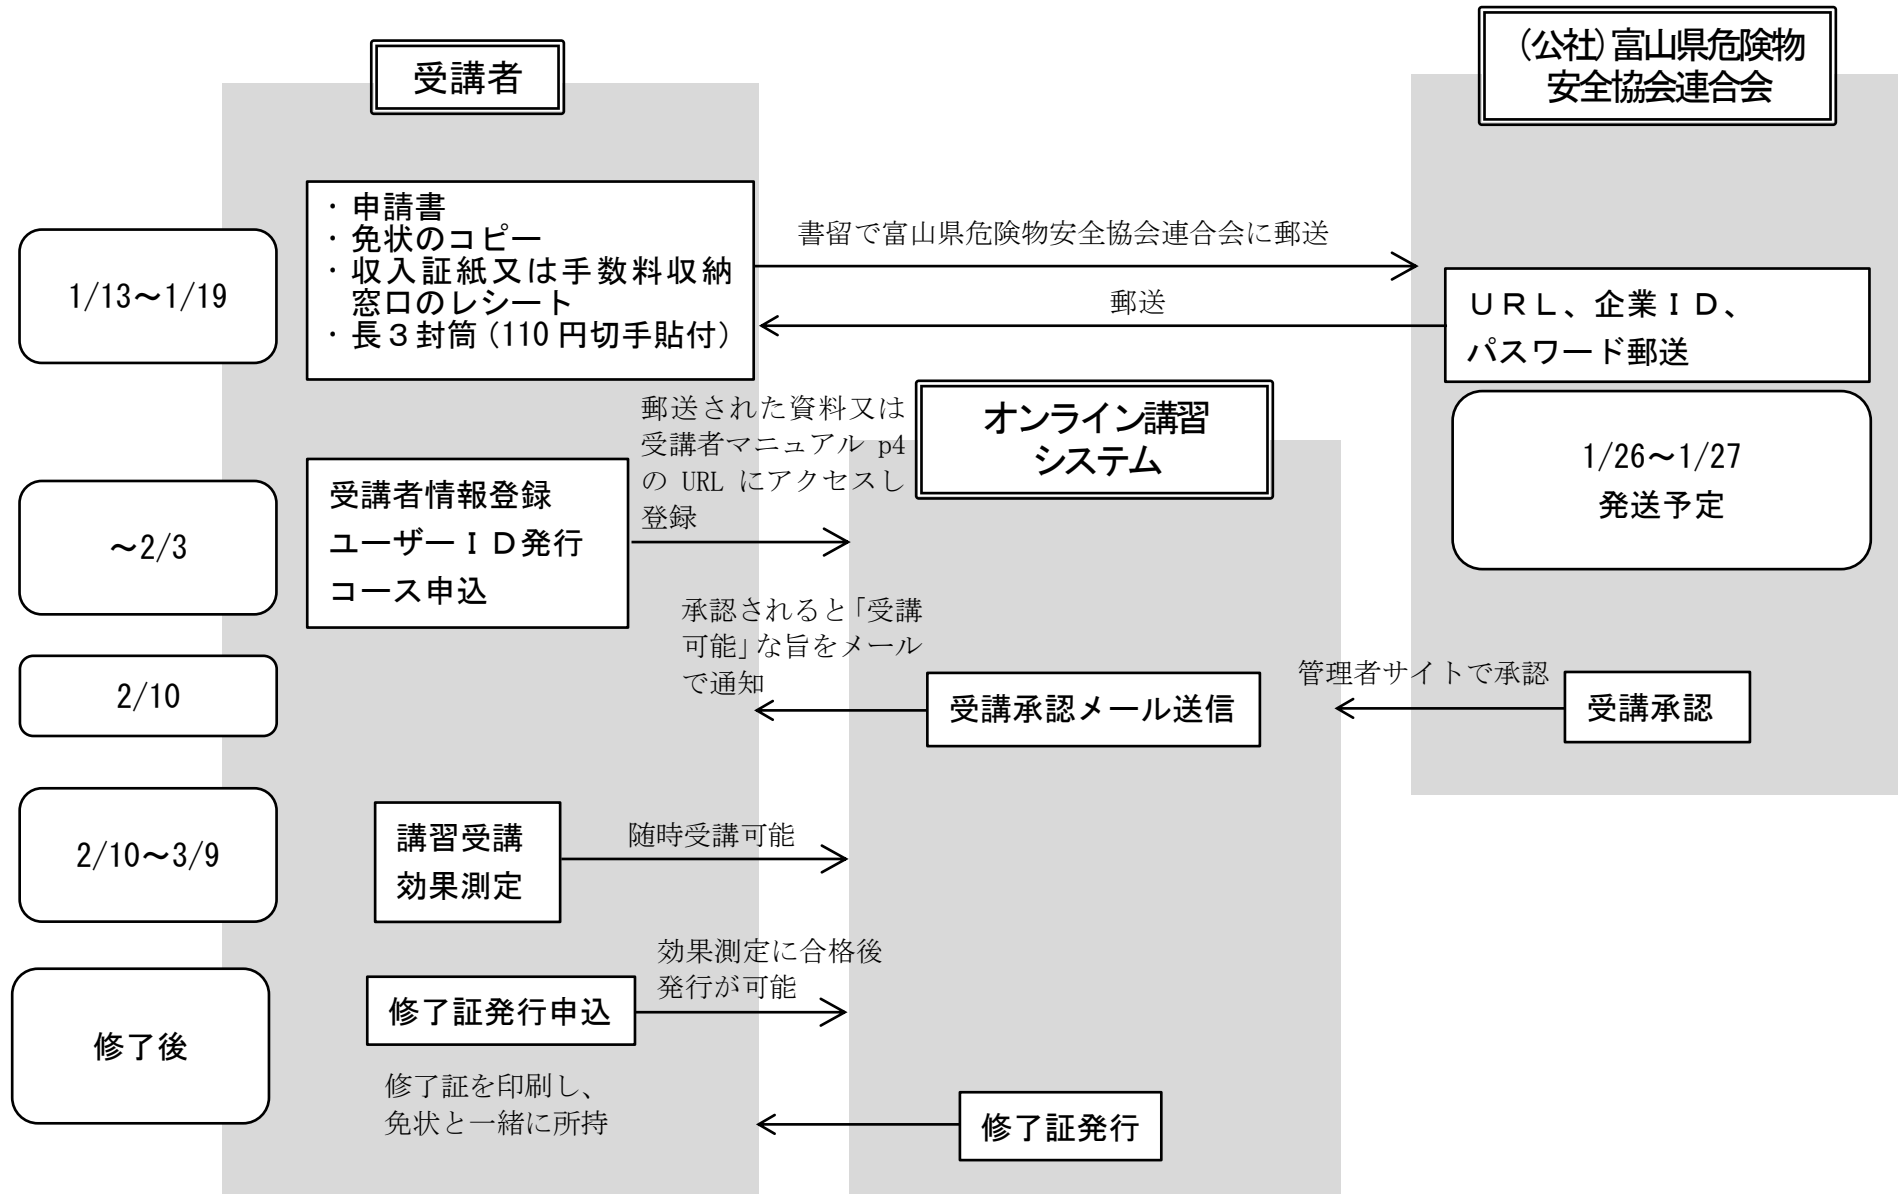 受講者
(公社)富山県危険物
安全協会連合会
1/13～1/19
・申請書
・免状のコピー
・収入証紙又は手数料収納
窓口のレシート
・長３封筒(110円切手貼付)
書留で富山県危険物安全協会連合会に郵送
郵送
ＵＲＬ、企業ＩＤ、
パスワード郵送
1/26～1/27
発送予定
オンライン講習
システム
～2/3
受講者情報登録
ユーザーＩＤ発行
コース申込
郵送された資料又は
受講者マニュアル p4
の URL にアクセスし
登録
2/10
承認されると「受講
可能」な旨をメール
で通知
受講承認メール送信
管理者サイトで承認
受講承認
2/10～3/9
講習受講
効果測定
随時受講可能
修了後
修了証発行申込
効果測定に合格後
発行が可能
修了証を印刷し、
免状と一緒に所持
修了証発行